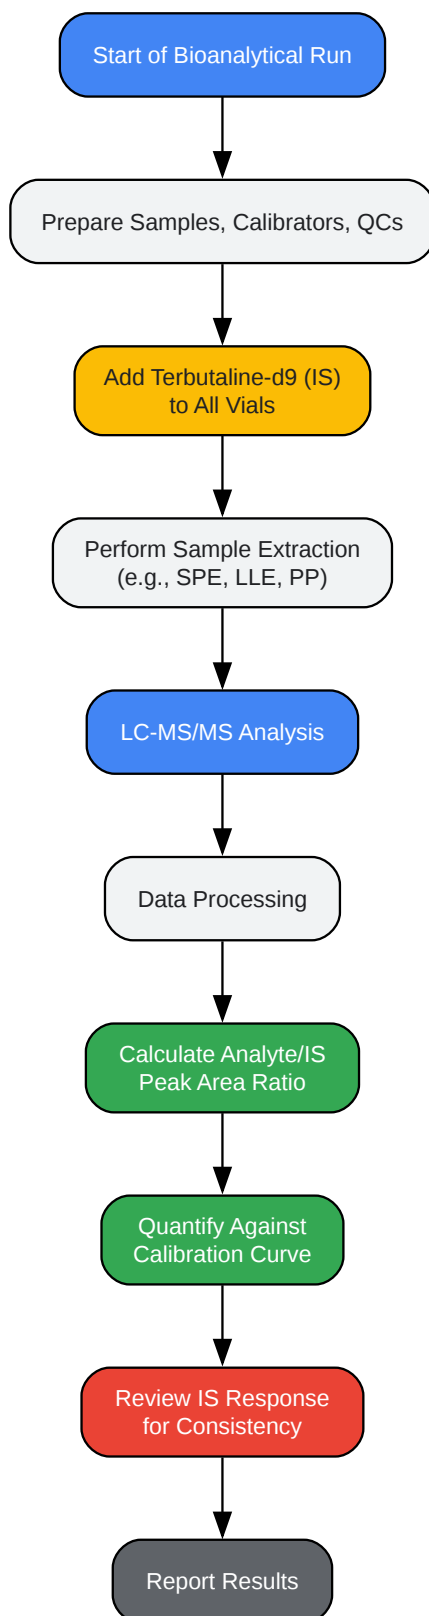 Start of Bioanalytical Run
Prepare Samples, Calibrators, QCs
Add Terbutaline-d9 (IS)
to All Vials
Perform Sample Extraction
(e.g., SPE, LLE, PP)
LC-MS/MS Analysis
Data Processing
Calculate Analyte/IS
Peak Area Ratio
Quantify Against
Calibration Curve
Review IS Response
for Consistency
Report Results